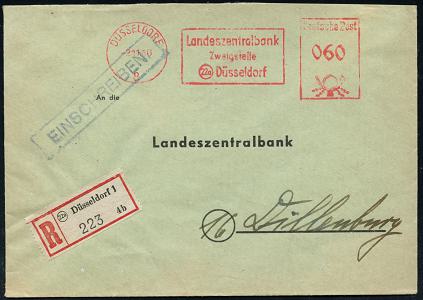 DÜSSELDORF
Landeszentralbank
Zweigstelle
22a Düsseldorf
Deutsche Post
060
EINSCHREIBEN
An die
Landeszentralbank
R
22a Düsseldorf 1
223 4b
16 Dillenburg